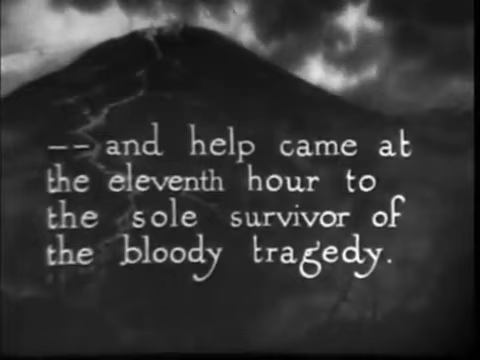 -- and help came at
the eleventh hour to
the sole survivor of
the bloody tragedy.